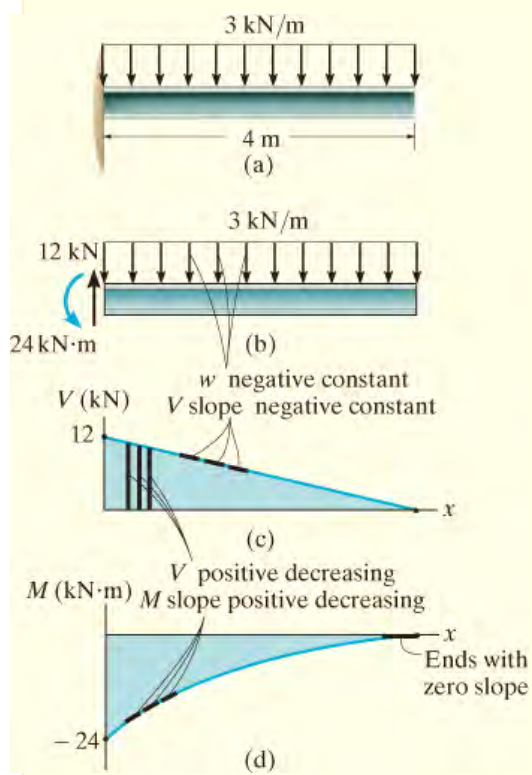 3 kN/m
4 m
(a)
3 kN/m
12 kN
24 kN·m
(b)
w negative constant
V slope negative constant
V (kN)
12
x
(c)
V positive decreasing
M slope positive decreasing
M (kN·m)
x
Ends with
zero slope
−24
(d)